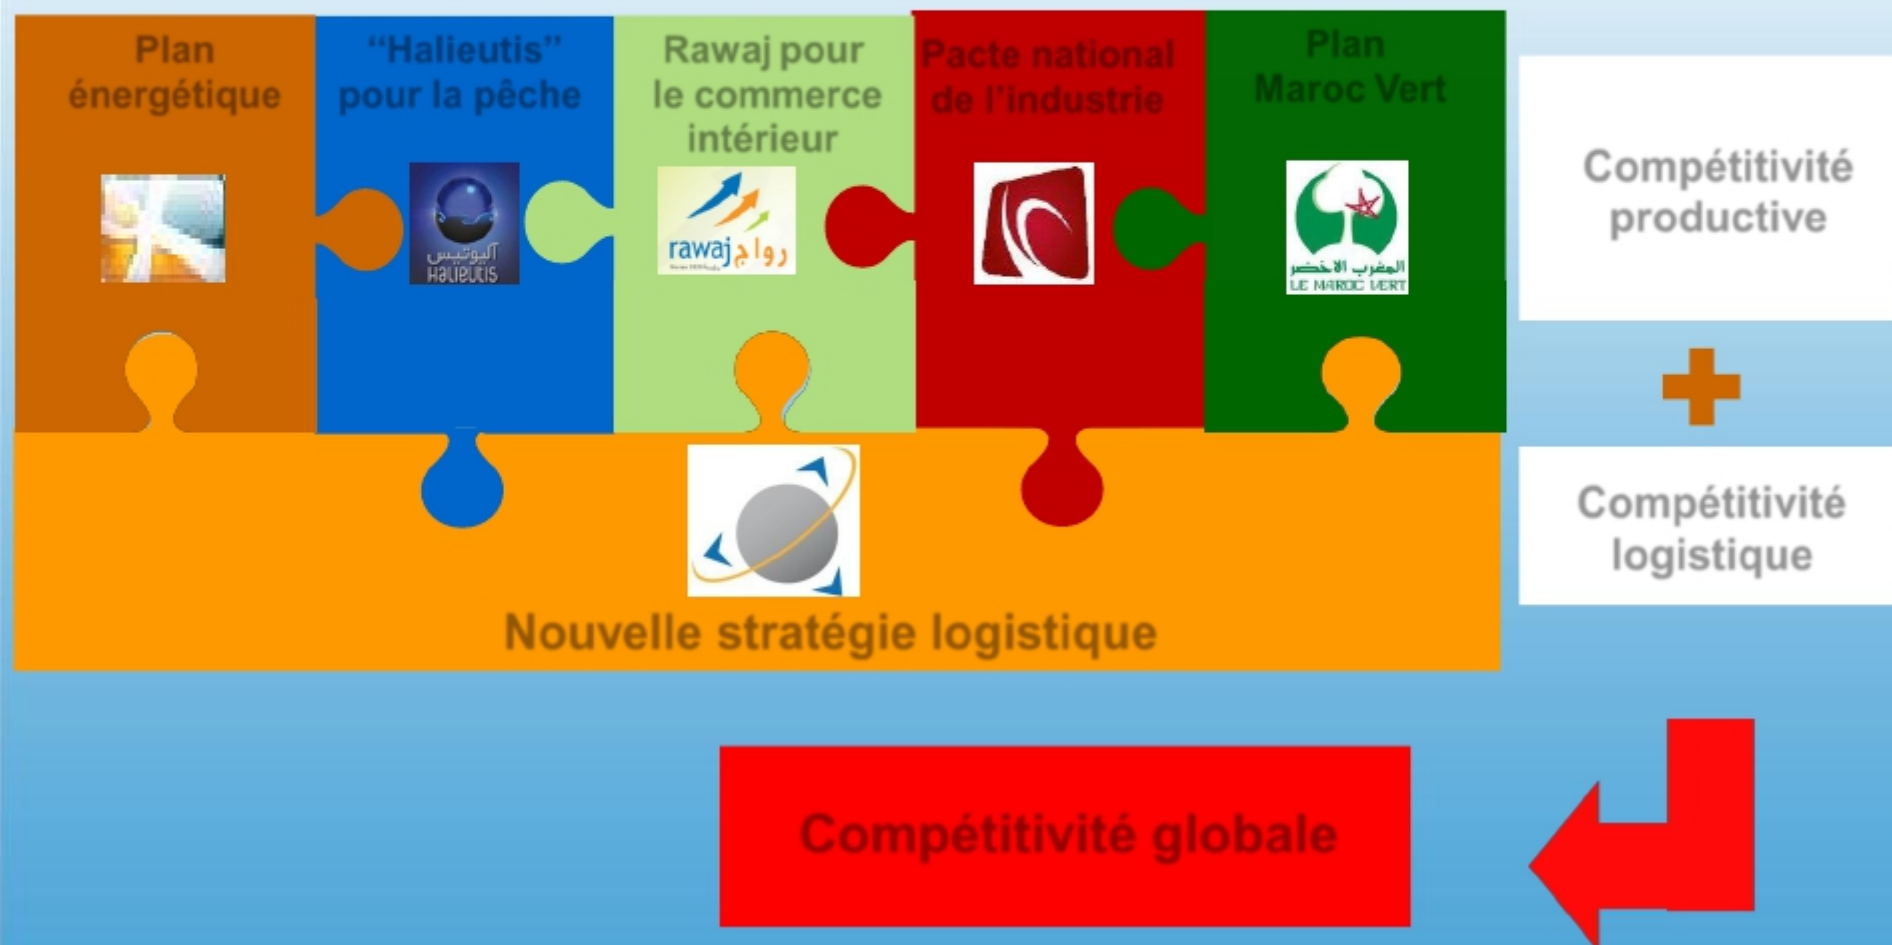 Plan
énergétique
“Halieutis”
pour la pêche
Rawaj pour
le commerce
intérieur
Pacte national
de l’industrie
Plan
Maroc Vert
آليوتيس
HALIEUTIS
rawaj رواج
المغرب الأخضر
LE MAROC VERT
Compétitivité
productive
Compétitivité
logistique
Nouvelle stratégie logistique
Compétitivité globale